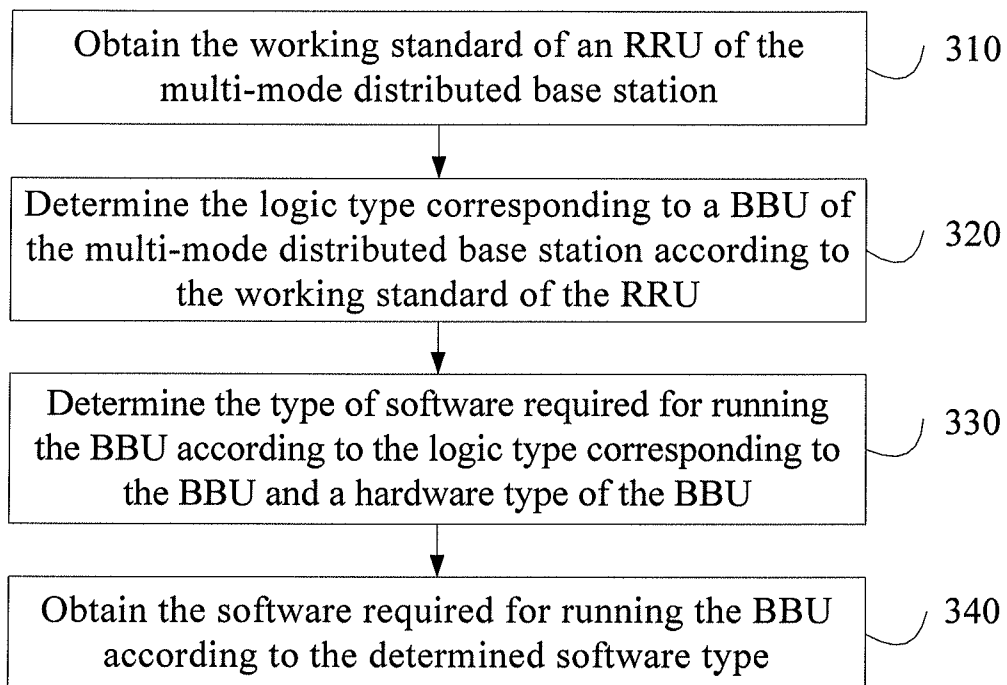 Obtain the working standard of an RRU of the
multi-mode distributed base station
310
Determine the logic type corresponding to a BBU of
the multi-mode distributed base station according to
the working standard of the RRU
320
Determine the type of software required for running
the BBU according to the logic type corresponding to
the BBU and a hardware type of the BBU
330
Obtain the software required for running the BBU
according to the determined software type
340